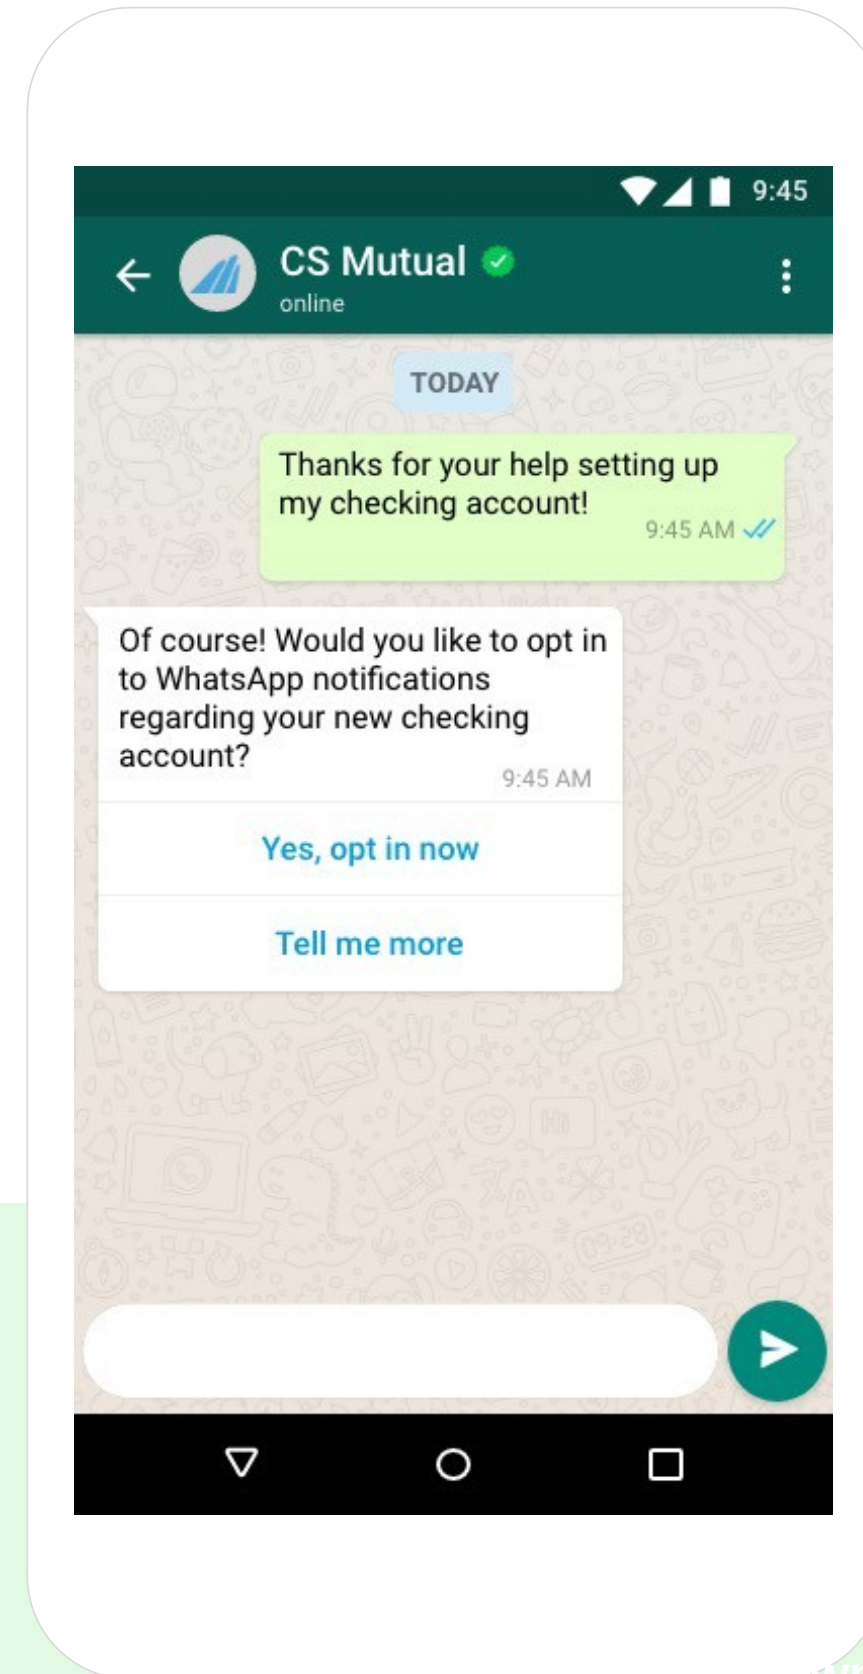 9:45
CS Mutual
online
TODAY
Thanks for your help setting up
my checking account!
9:45 AM
Of course! Would you like to opt in
to WhatsApp notifications
regarding your new checking
account?
9:45 AM
Yes, opt in now
Tell me more